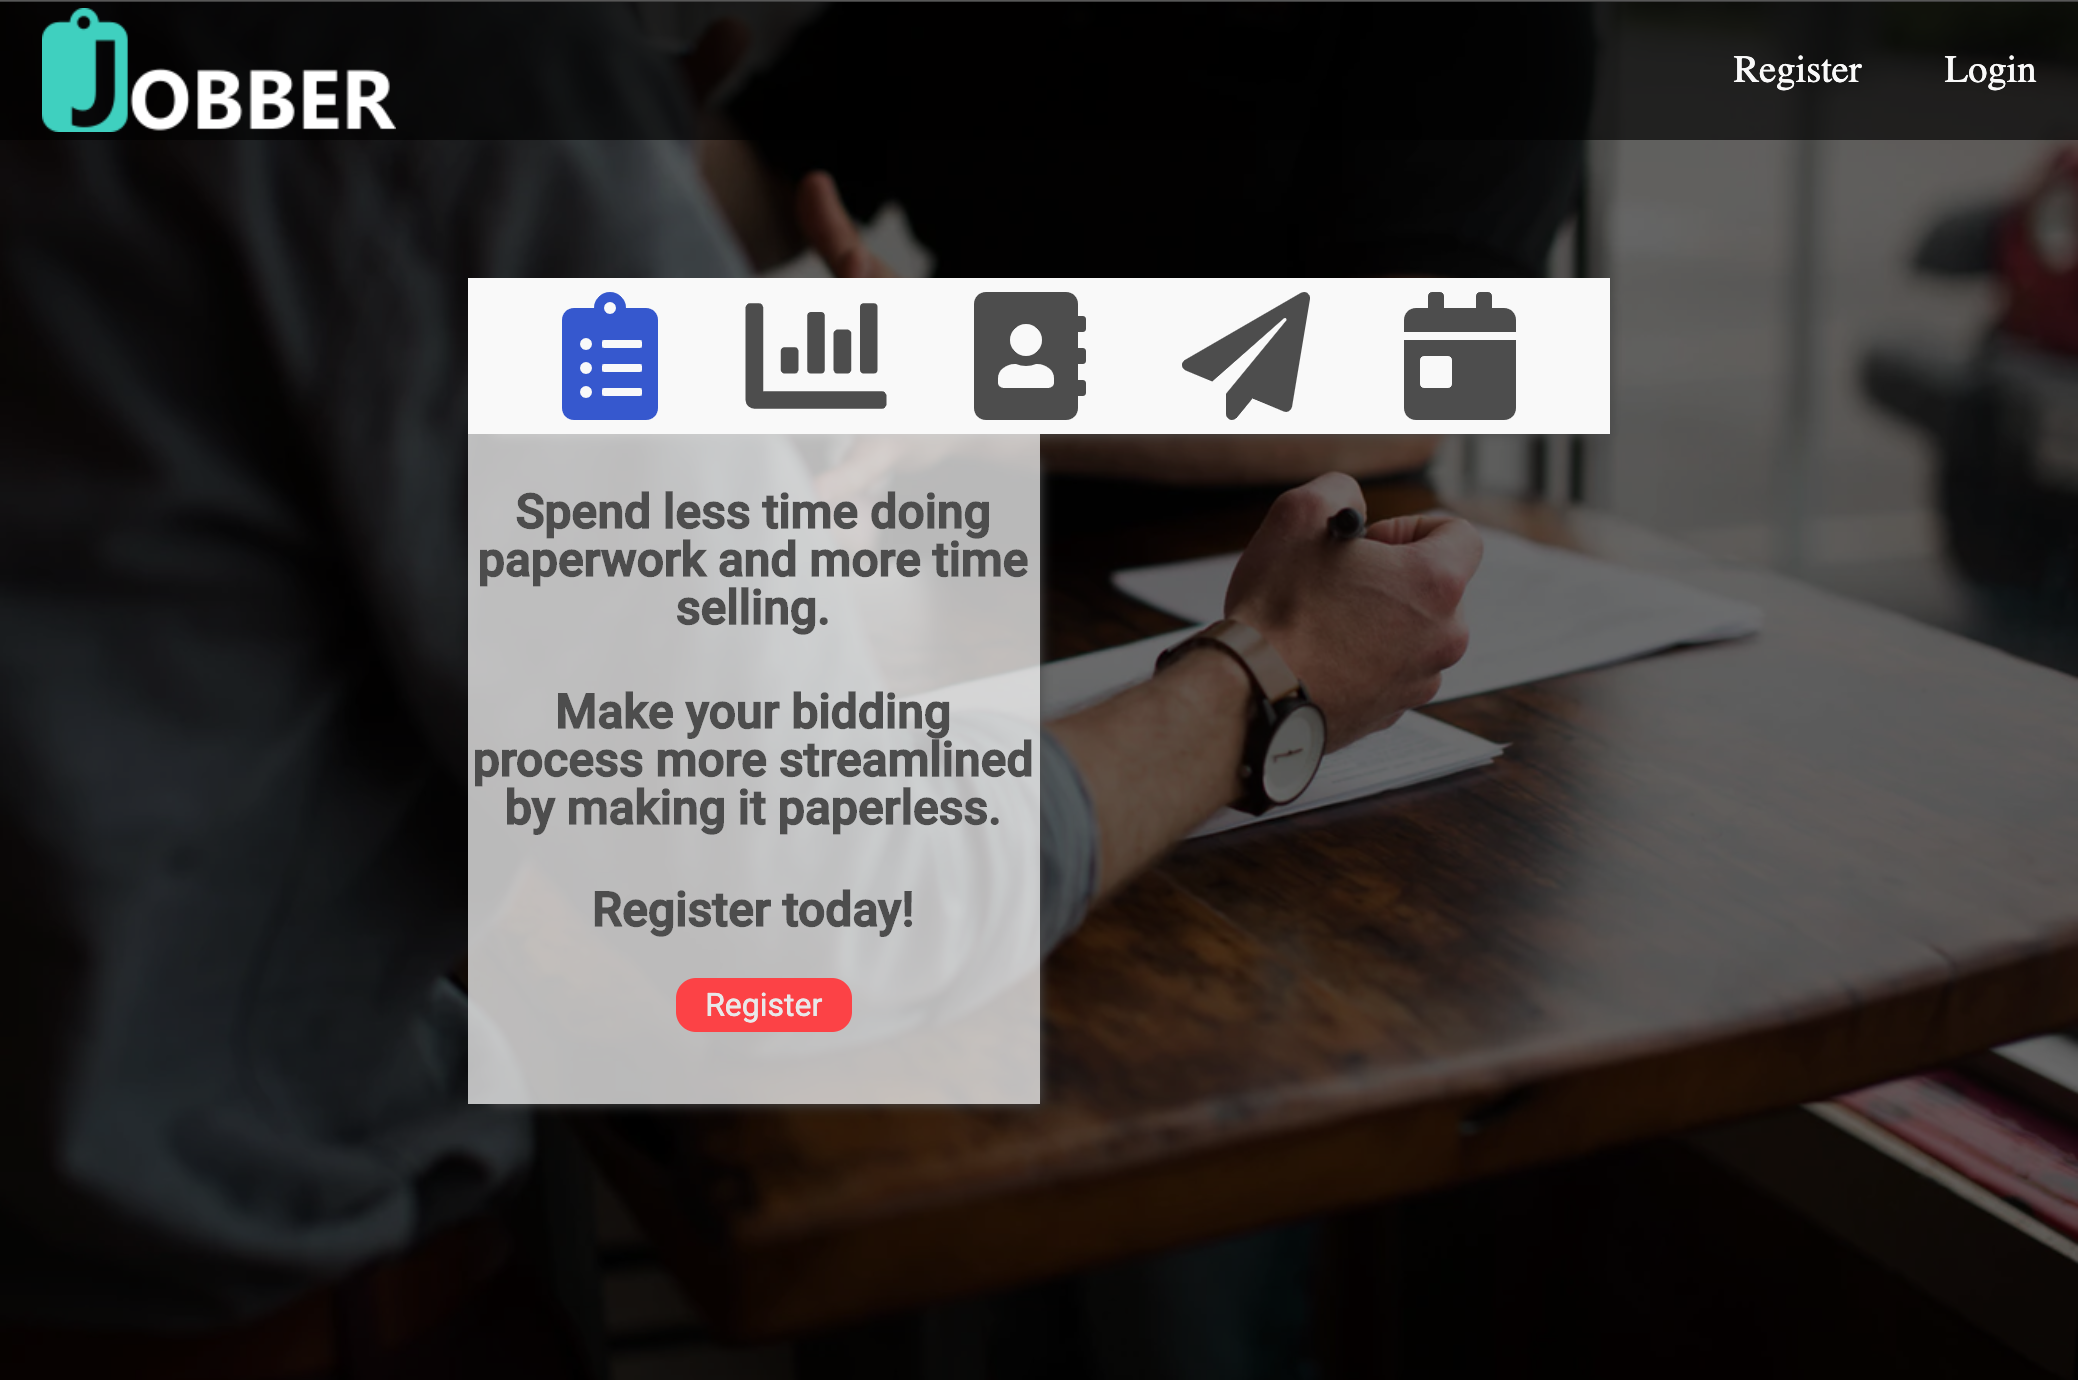 JOBBER
Register
Login
Spend less time doing
paperwork and more time
selling.
Make your bidding
process more streamlined
by making it paperless.
Register today!
Register